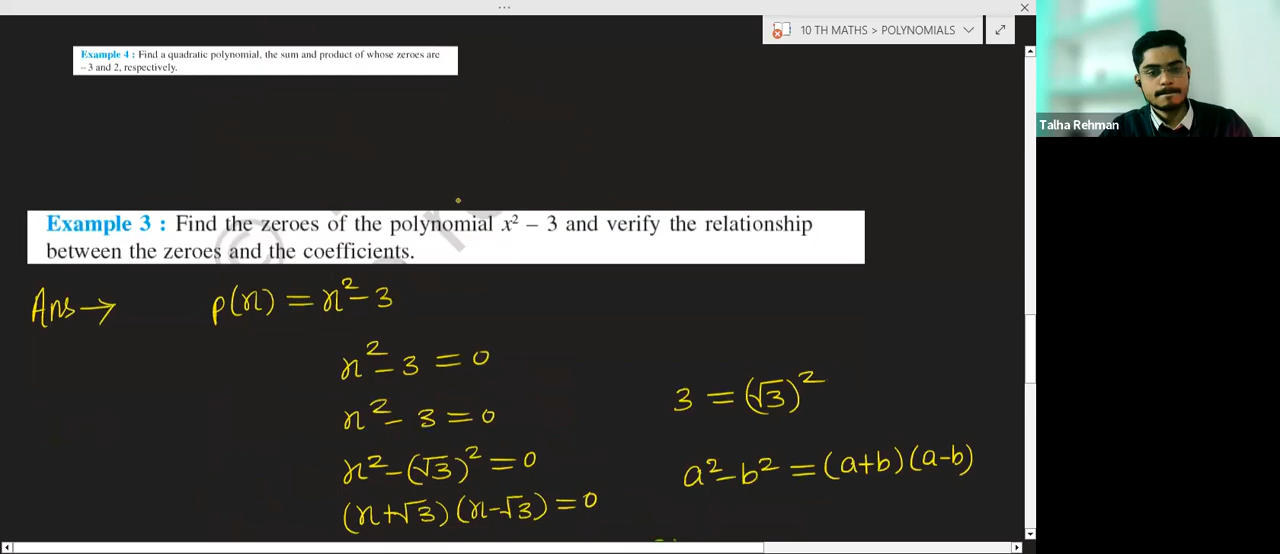 10 TH MATHS > POLYNOMIALS
Example 4 : Find a quadratic polynomial, the sum and product of whose zeroes are
– 3 and 2, respectively.
Talha Rehman
Example 3 : Find the zeroes of the polynomial x² – 3 and verify the relationship
between the zeroes and the coefficients.
Ans → p(x) = x² – 3
x² – 3 = 0
x² – 3 = 0
3 = (√3)²
x² – (√3)² = 0
a² – b² = (a+b)(a-b)
(x+√3)(x-√3) = 0